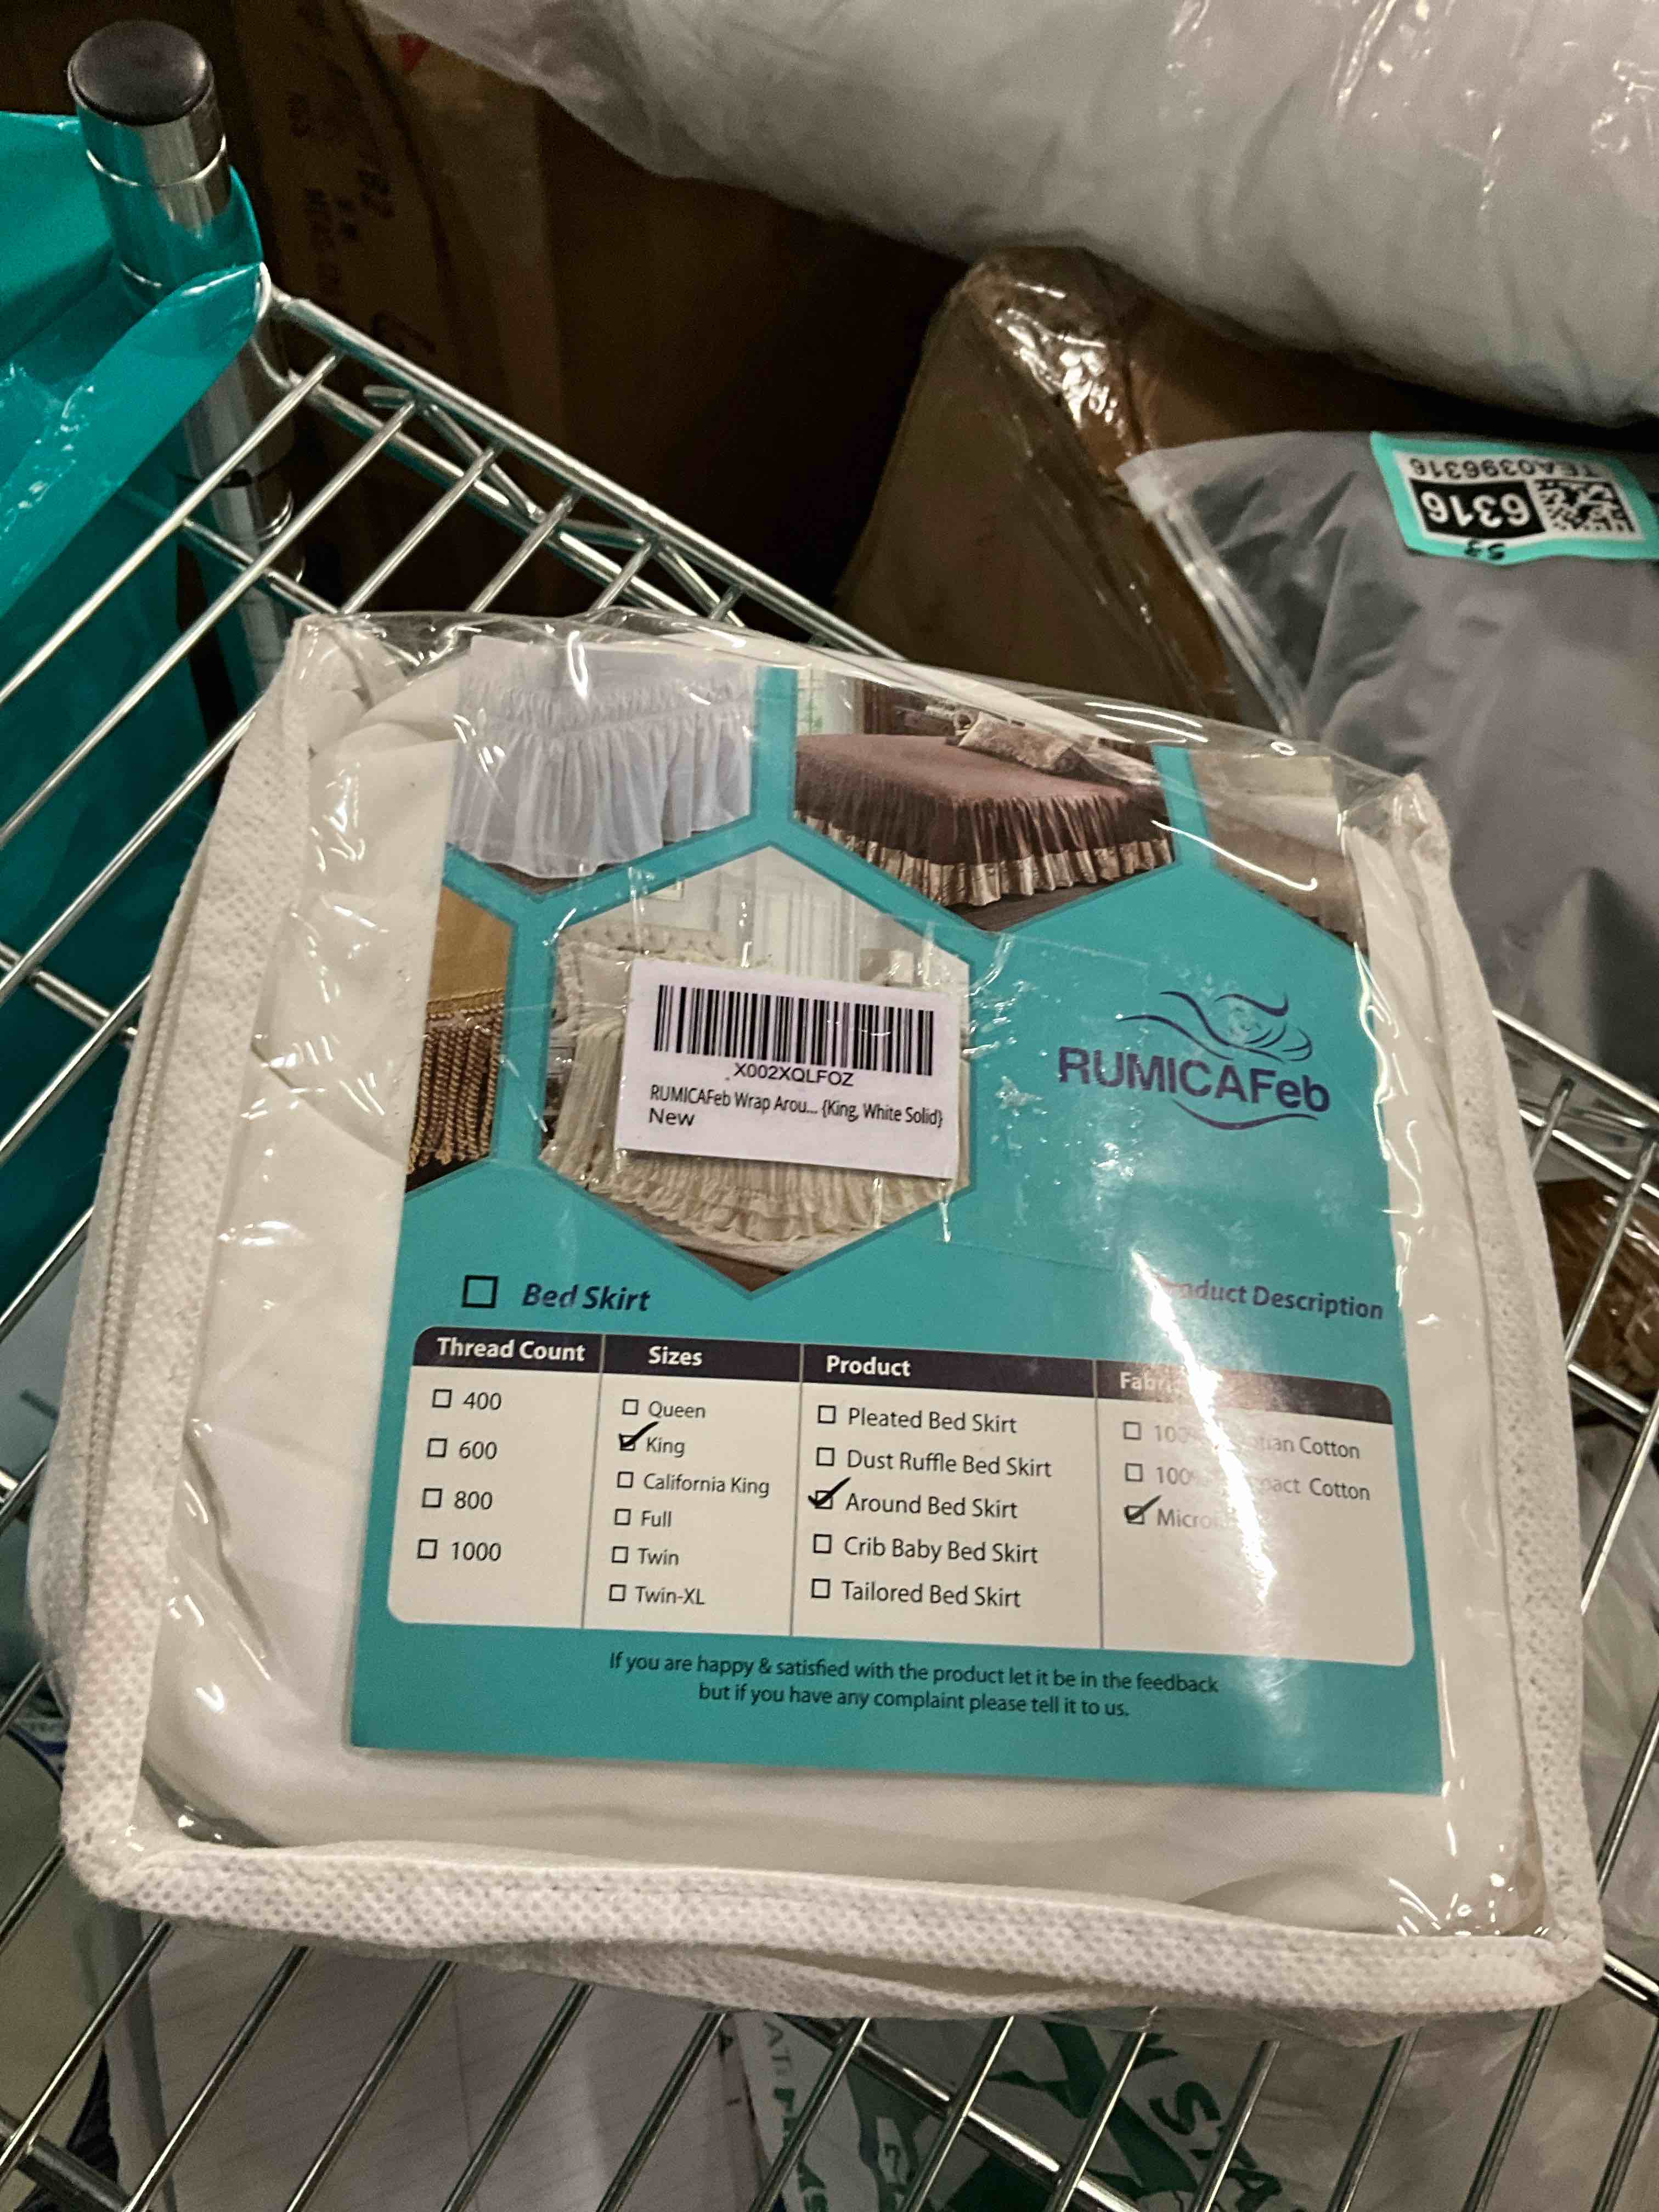 TEA0396316
6316
53
X002XQLFOZ
RUMICAFeb Wrap Arou... {King, White Solid}
New
RUMICAFeb
Bed Skirt
Description
Thread Count
400
600
800
1000
Sizes
Queen
King
California King
Full
Twin
Twin-XL
Product
Pleated Bed Skirt
Dust Ruffle Bed Skirt
Around Bed Skirt
Crib Baby Bed Skirt
Tailored Bed Skirt
Cotton
Cotton
If you are happy & satisfied with the product let it be in the feedback
but if you have any complaint please tell it to us.